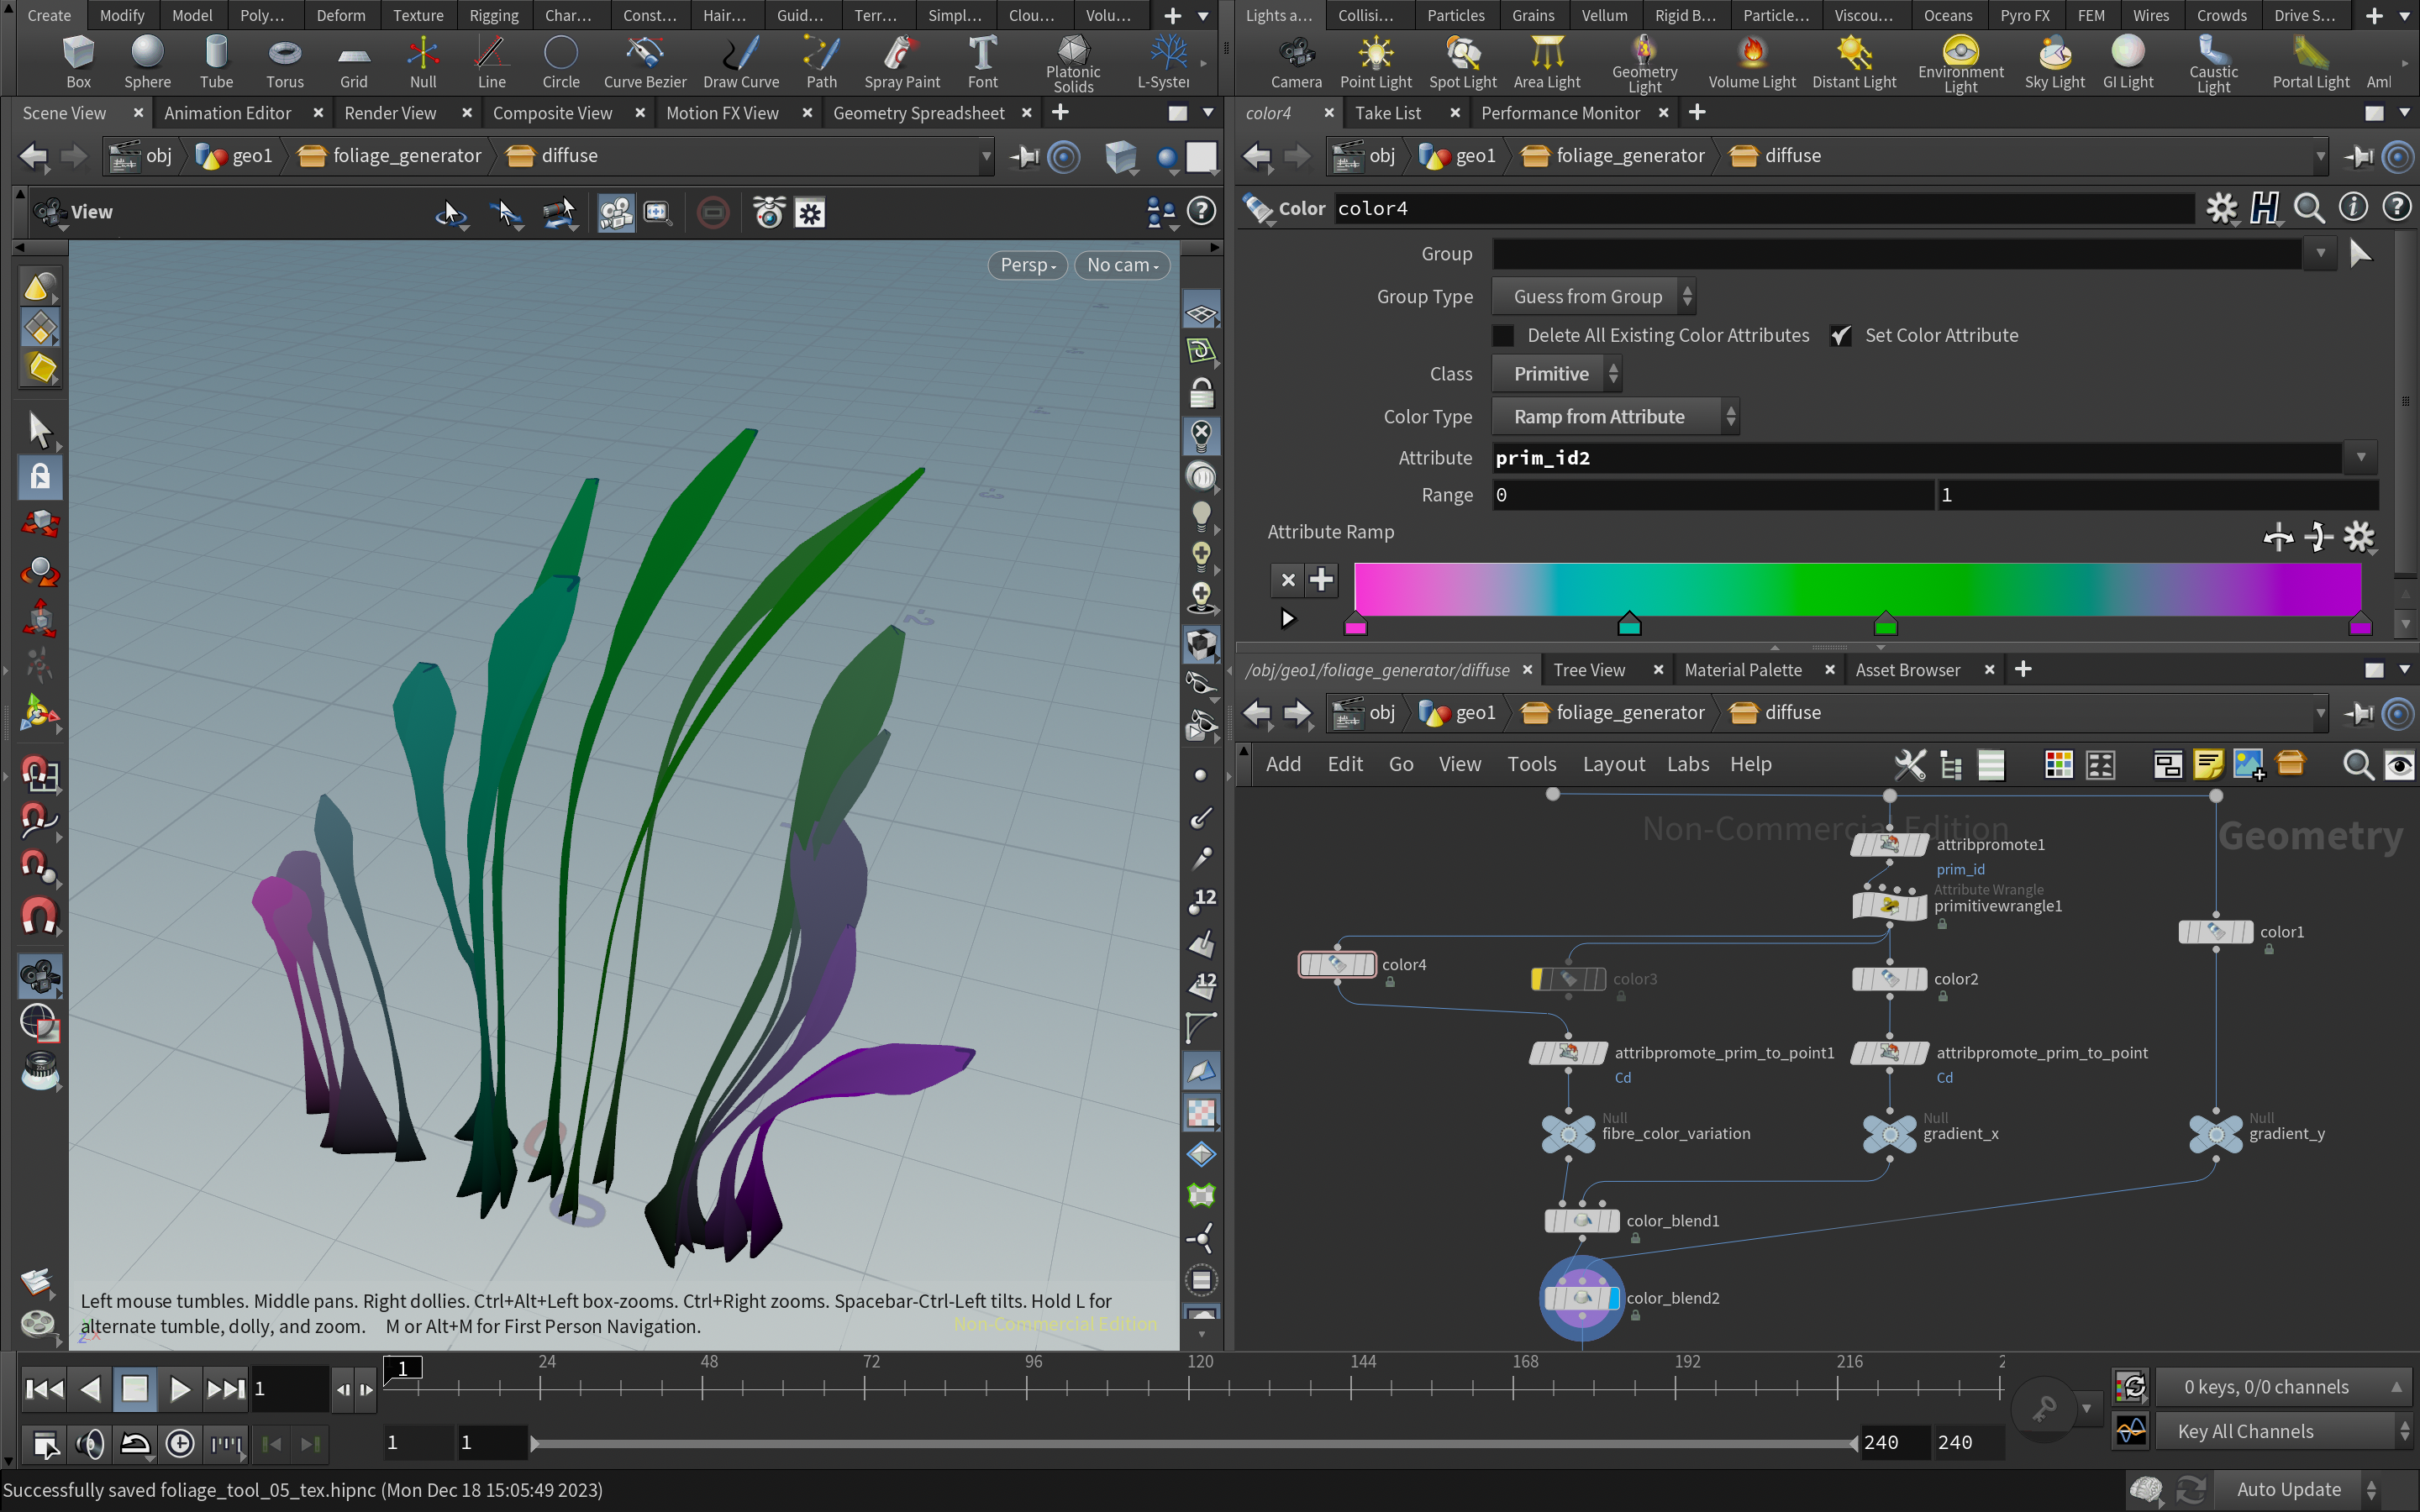 Create Modify Model Poly... Deform Texture Rigging Char... Const... Hair... Guid... Terr... Simpl... Clou... Volu...
Box Sphere Tube Torus Grid Null Line Circle Curve Bezier Draw Curve Path Spray Paint Font Platonic Solids L-Syster
Lights a... Collisi... Particles Grains Vellum Rigid B... Particle... Viscou... Oceans Pyro FX FEM Wires Crowds Drive S...
Camera Point Light Spot Light Area Light Geometry Light Volume Light Distant Light Environment Light Sky Light GI Light Caustic Light Portal Light Aml
Scene View Animation Editor Render View Composite View Motion FX View Geometry Spreadsheet
obj geo1 foliage_generator diffuse
View
Persp No cam
12
12
Left mouse tumbles. Middle pans. Right dollies. Ctrl+Alt+Left box-zooms. Ctrl+Right zooms. Spacebar-Ctrl-Left tilts. Hold L for
alternate tumble, dolly, and zoom. M or Alt+M for First Person Navigation.
Non-Commercial Edition
color4 Take List Performance Monitor
obj geo1 foliage_generator diffuse
Color color4
Group
Group Type Guess from Group
Delete All Existing Color Attributes Set Color Attribute
Class Primitive
Color Type Ramp from Attribute
Attribute prim_id2
Range 0 1
Attribute Ramp
/obj/geo1/foliage_generator/diffuse Tree View Material Palette Asset Browser
obj geo1 foliage_generator diffuse
Add Edit Go View Tools Layout Labs Help
Non-Commercial Edition
Geometry
attribpromote1
prim_id
Attribute Wrangle
primitivewrangle1
color1
color4
color3
color2
attribpromote_prim_to_point1
Cd
attribpromote_prim_to_point
Cd
Null
fibre_color_variation
Null
gradient_x
Null
gradient_y
color_blend1
color_blend2
1 24 48 72 96 120 144 168 192 216 2
1
0 keys, 0/0 channels
1 1 240 240
Key All Channels
Successfully saved foliage_tool_05_tex.hipnc (Mon Dec 18 15:05:49 2023)
Auto Update